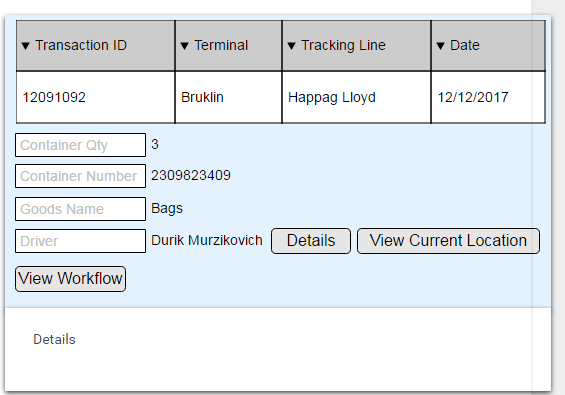 ▼ Transaction ID ▼ Terminal ▼ Tracking Line ▼ Date
12091092 Bruklin Happag Lloyd 12/12/2017
Container Qty 3
Container Number 2309823409
Goods Name Bags
Driver Durik Murzikovich Details View Current Location
View Workflow
Details